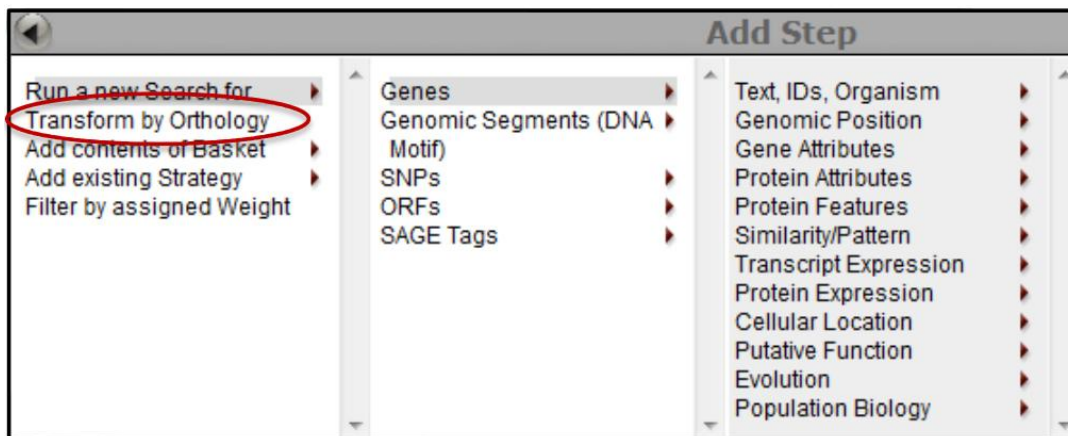 Add Step
Run a new Search for
Transform by Orthology
Add contents of Basket
Add existing Strategy
Filter by assigned Weight
Genes
Genomic Segments (DNA
Motif)
SNPs
ORFs
SAGE Tags
Text, IDs, Organism
Genomic Position
Gene Attributes
Protein Attributes
Protein Features
Similarity/Pattern
Transcript Expression
Protein Expression
Cellular Location
Putative Function
Evolution
Population Biology